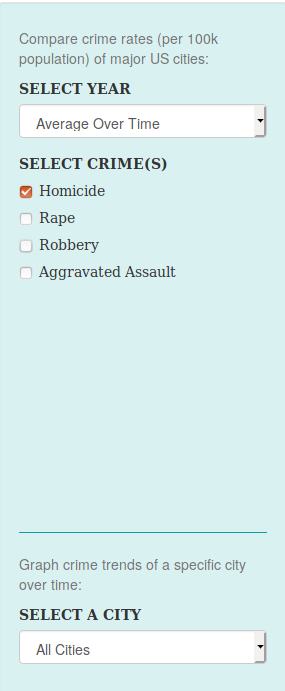 Compare crime rates (per 100k
population) of major US cities:
SELECT YEAR
Average Over Time
SELECT CRIME(S)
Homicide
Rape
Robbery
Aggravated Assault
Graph crime trends of a specific city
over time:
SELECT A CITY
All Cities